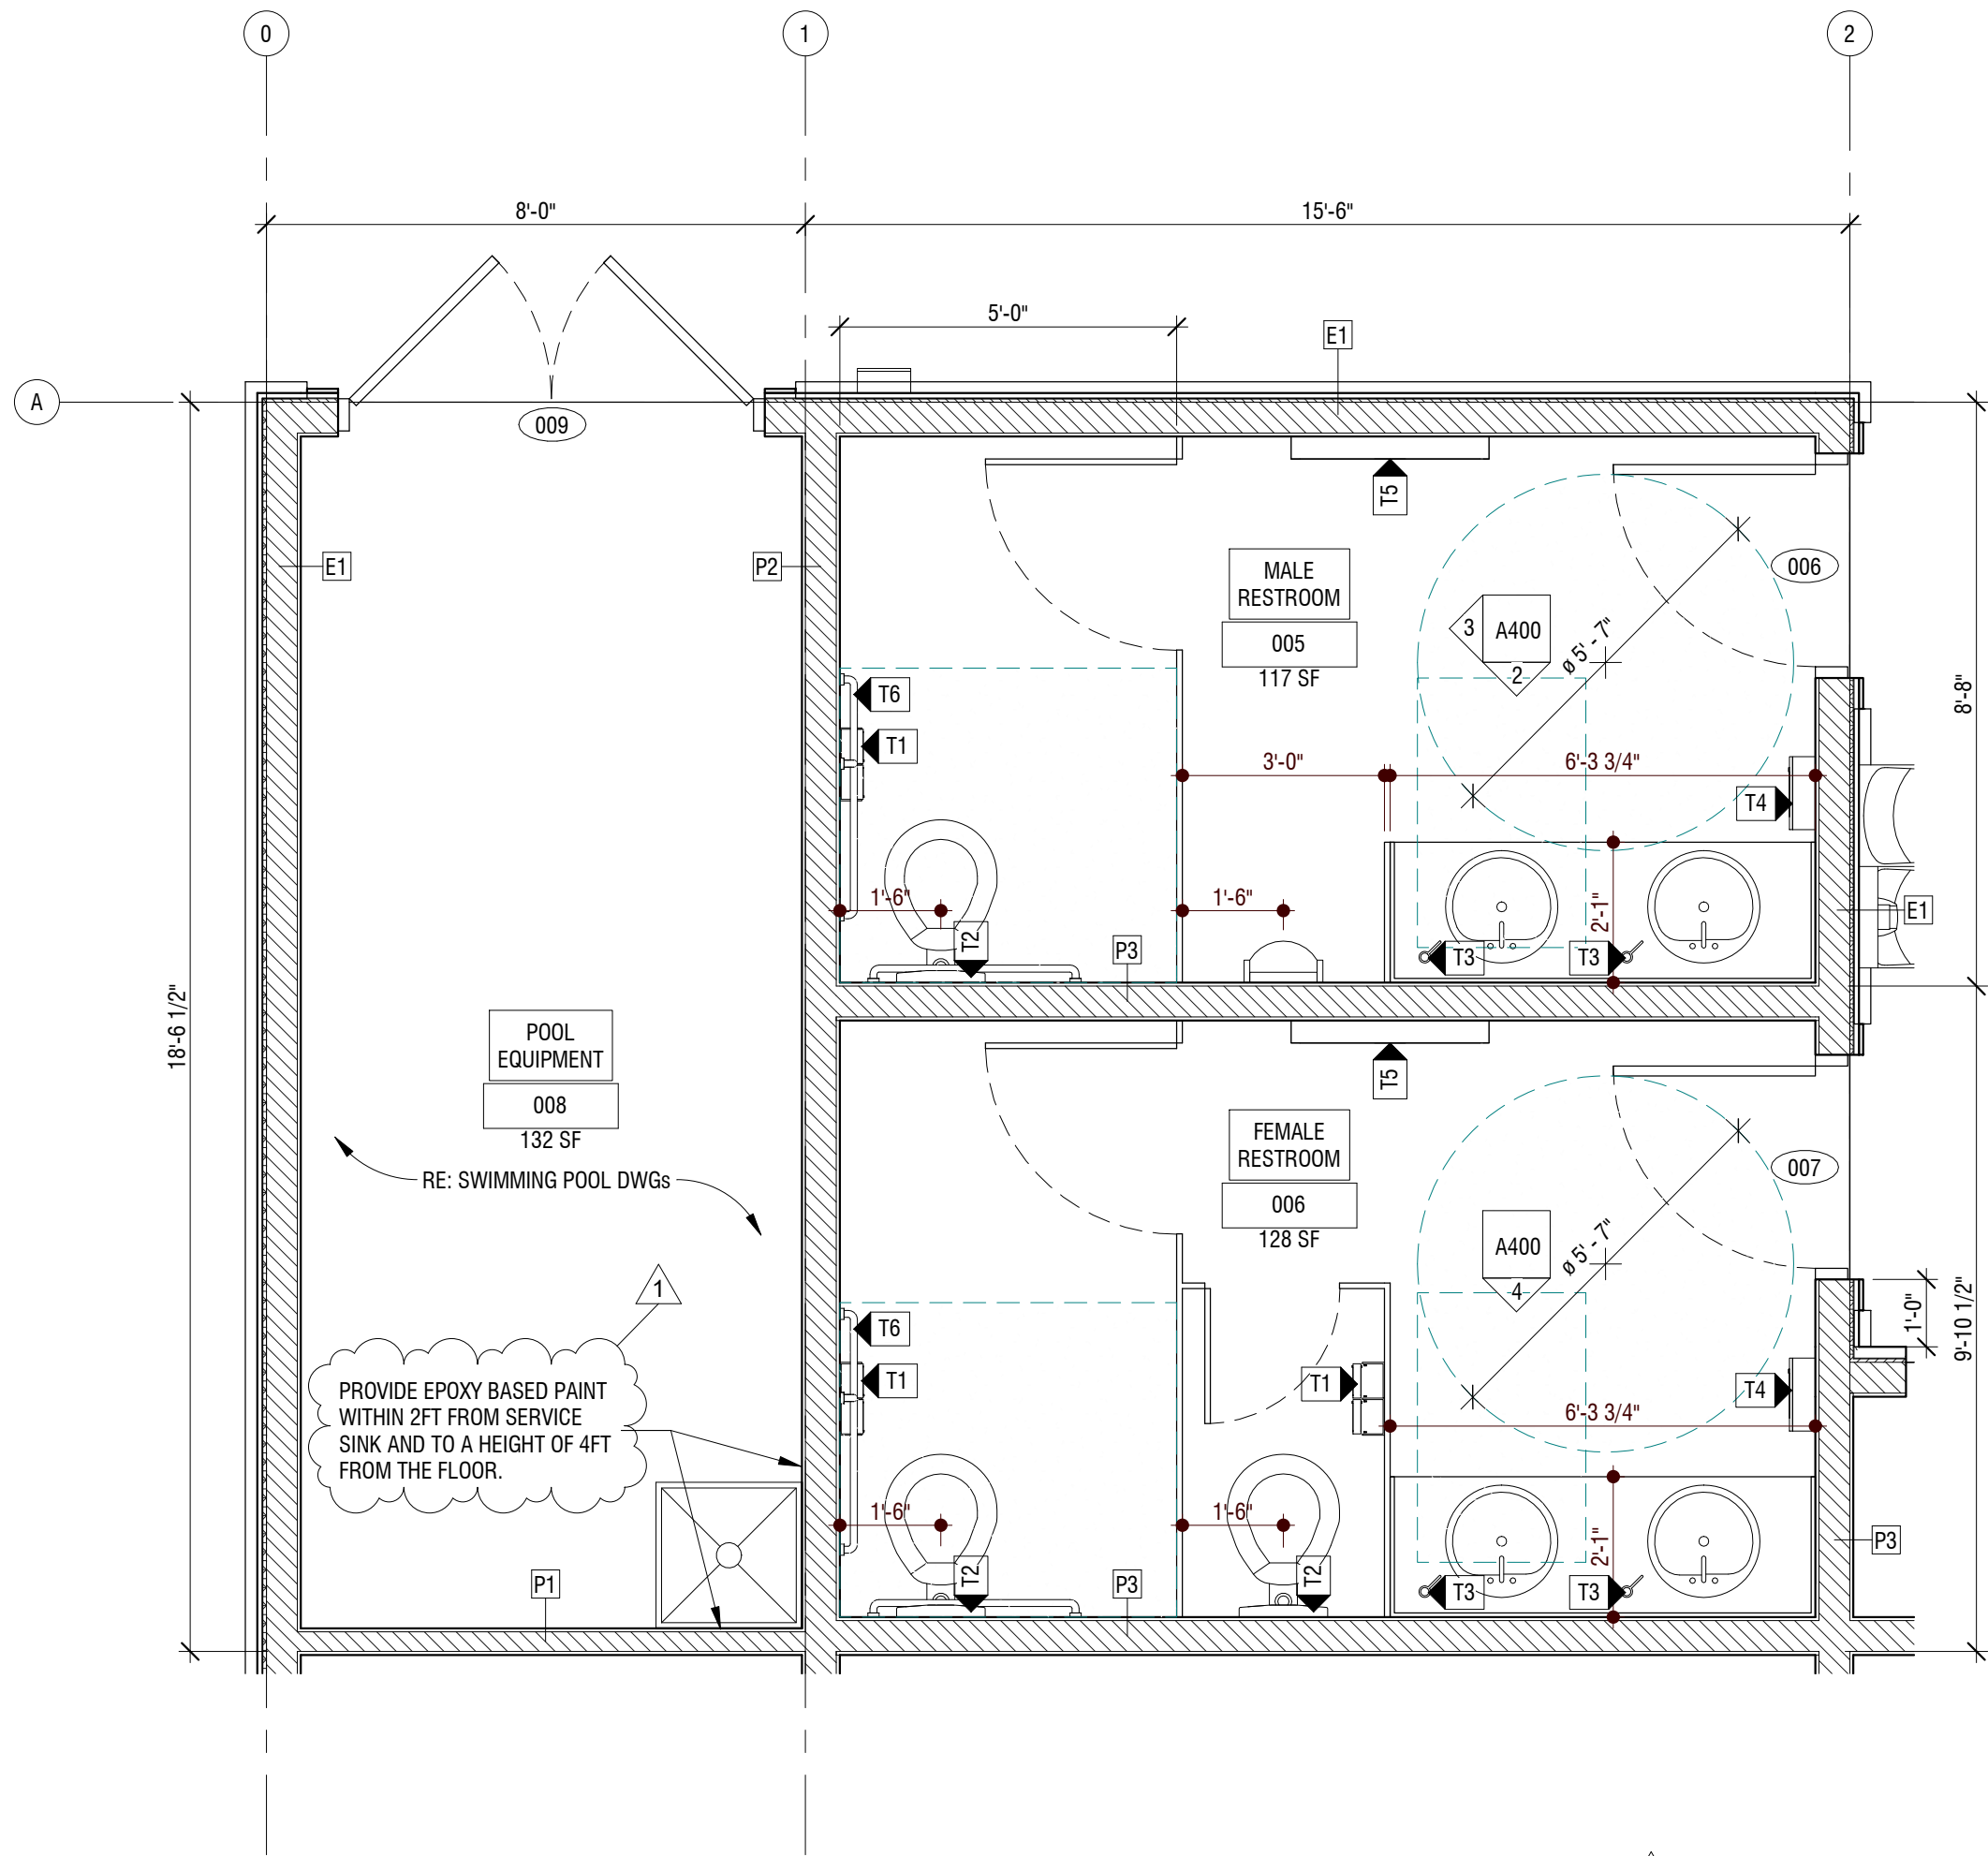 0
1
2
8'-0"
15'-6"
5'-0"
E1
A
009
T5
E1
P2
MALE
RESTROOM
005
117 SF
006
3
A400
2
ø 5' - 7"
8'-8"
T6
T1
3'-0"
6'-3 3/4"
T4
1'-6"
1'-6"
2'-1"
E1
T2
P3
T3
T3
18'-6 1/2"
POOL
EQUIPMENT
008
132 SF
RE: SWIMMING POOL DWGs
T5
FEMALE
RESTROOM
006
128 SF
007
A400
4
ø 5' - 7"
1
1'-0"
9'-10 1/2"
T6
T1
T1
T4
PROVIDE EPOXY BASED PAINT
WITHIN 2FT FROM SERVICE
SINK AND TO A HEIGHT OF 4FT
FROM THE FLOOR.
6'-3 3/4"
1'-6"
1'-6"
2'-1"
P3
P1
T2
P3
T2
T3
T3